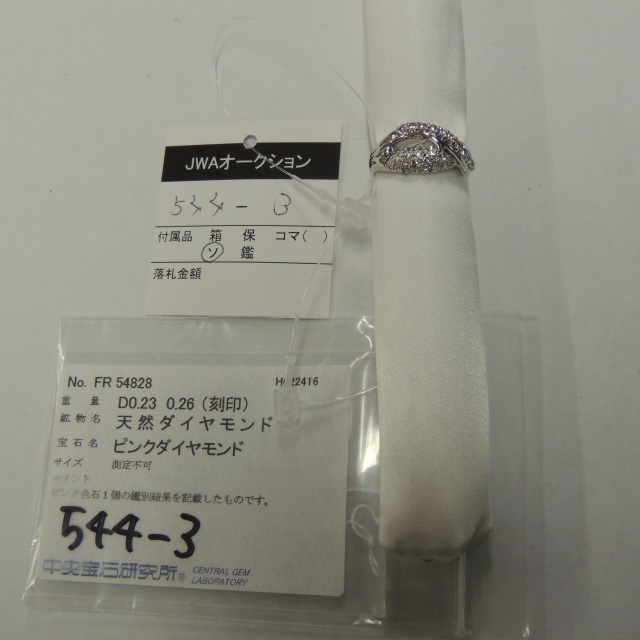 JWAオークション
544-3
付属品 箱 保 コマ( )
ソ 鑑
落札金額
No. FR 54828
重量 D0.23 0.26 (刻印)
鉱物名 天然ダイヤモンド
宝石名 ピンクダイヤモンド
サイズ 測定不可
コメント
ピンク色石1個の鑑別結果を記載したものです。
544-3
中央宝石研究所® CENTRAL GEM
LABORATORY